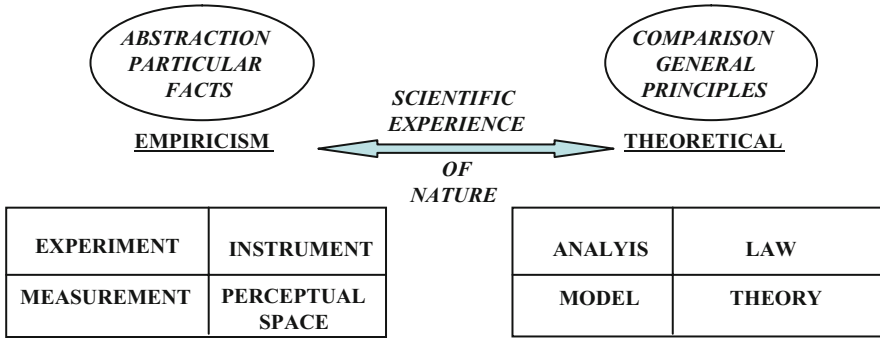 ABSTRACTION
PARTICULAR
FACTS
EMPIRICISM
SCIENTIFIC
EXPERIENCE
OF
NATURE
COMPARISON
GENERAL
PRINCIPLES
THEORETICAL
EXPERIMENT
INSTRUMENT
MEASUREMENT
PERCEPTUAL
SPACE
ANALYIS
LAW
MODEL
THEORY